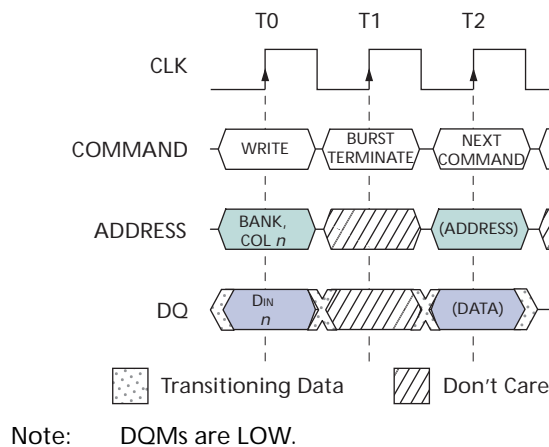 T0 T1 T2
CLK
COMMAND WRITE BURST TERMINATE NEXT COMMAND
ADDRESS BANK, COL n (ADDRESS)
DQ DIN n (DATA)
Transitioning Data Don't Care
Note: DQMs are LOW.